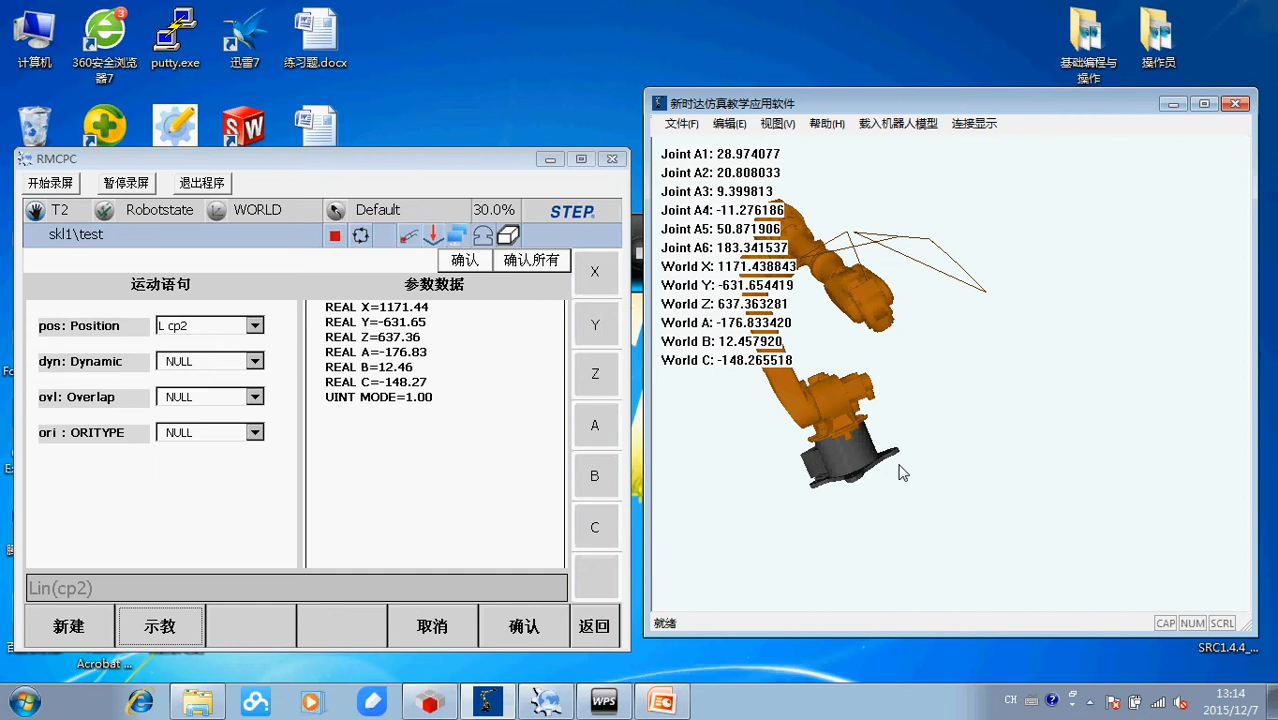 3
计算机
360安全浏览器7
putty.exe
迅雷7
练习题.docx
基础编程与操作
操作员
RMCPC
开始录屏
暂停录屏
退出程序
T2
Robotstate
WORLD
Default
30.0%
STEP
skl1\test
确认
确认所有
运动语句
参数数据
pos: Position
L cp2
dyn: Dynamic
NULL
ovl: Overlap
NULL
ori : ORITYPE
NULL
REAL X=1171.44
REAL Y=-631.65
REAL Z=637.36
REAL A=-176.83
REAL B=12.46
REAL C=-148.27
UINT MODE=1.00
X
Y
Z
A
B
C
Lin(cp2)
新建
示教
取消
确认
返回
新时达仿真教学应用软件
文件(F)
编辑(E)
视图(V)
帮助(H)
载入机器人模型
连接显示
Joint A1: 28.974077
Joint A2: 20.808033
Joint A3: 9.399813
Joint A4: -11.276186
Joint A5: 50.871906
Joint A6: 183.341537
World X: 1171.438843
World Y: -631.654419
World Z: 637.363281
World A: -176.833420
World B: 12.457920
World C: -148.265518
就绪
CAP
NUM
SCRL
Acrobat ...
SRC1.4.4_...
WPS
CH
13:14
2015/12/7